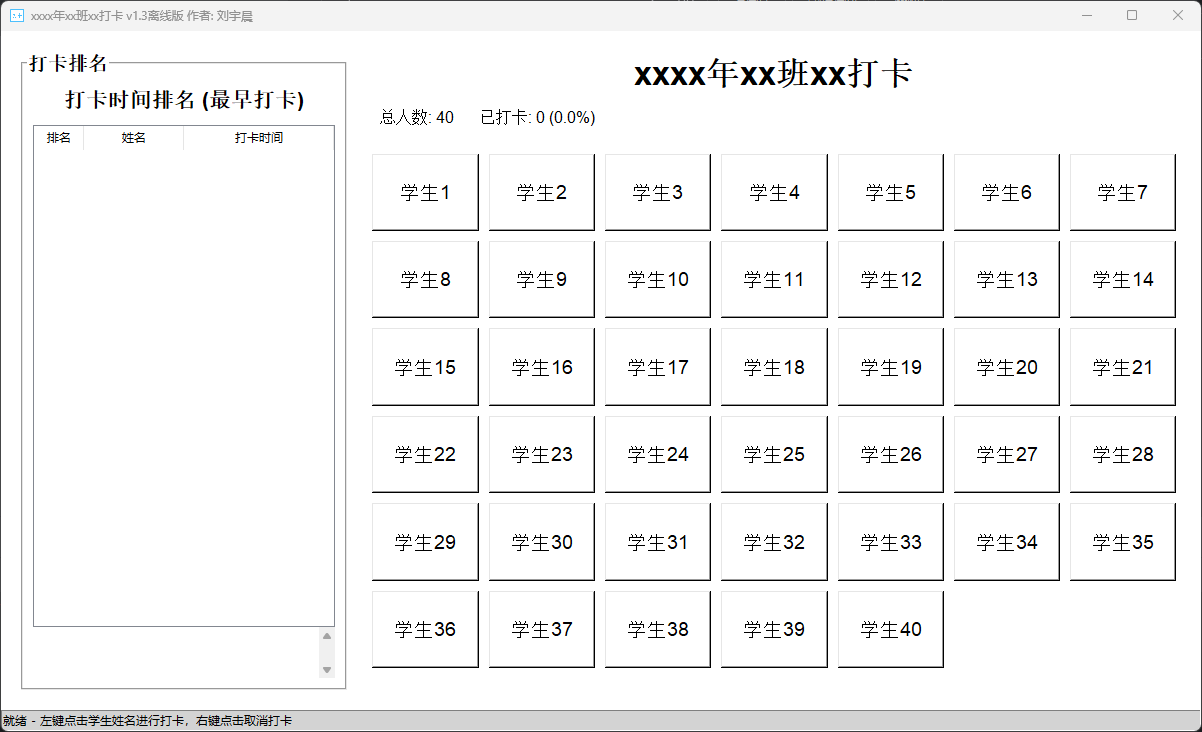 xxxx年xx班xx打卡 v1.3离线版 作者: 刘宇晨
打卡排名
打卡时间排名 (最早打卡)
排名 姓名 打卡时间
xxxx年xx班xx打卡
总人数: 40 已打卡: 0 (0.0%)
学生1 学生2 学生3 学生4 学生5 学生6 学生7
学生8 学生9 学生10 学生11 学生12 学生13 学生14
学生15 学生16 学生17 学生18 学生19 学生20 学生21
学生22 学生23 学生24 学生25 学生26 学生27 学生28
学生29 学生30 学生31 学生32 学生33 学生34 学生35
学生36 学生37 学生38 学生39 学生40
就绪 - 左键点击学生姓名进行打卡，右键点击取消打卡